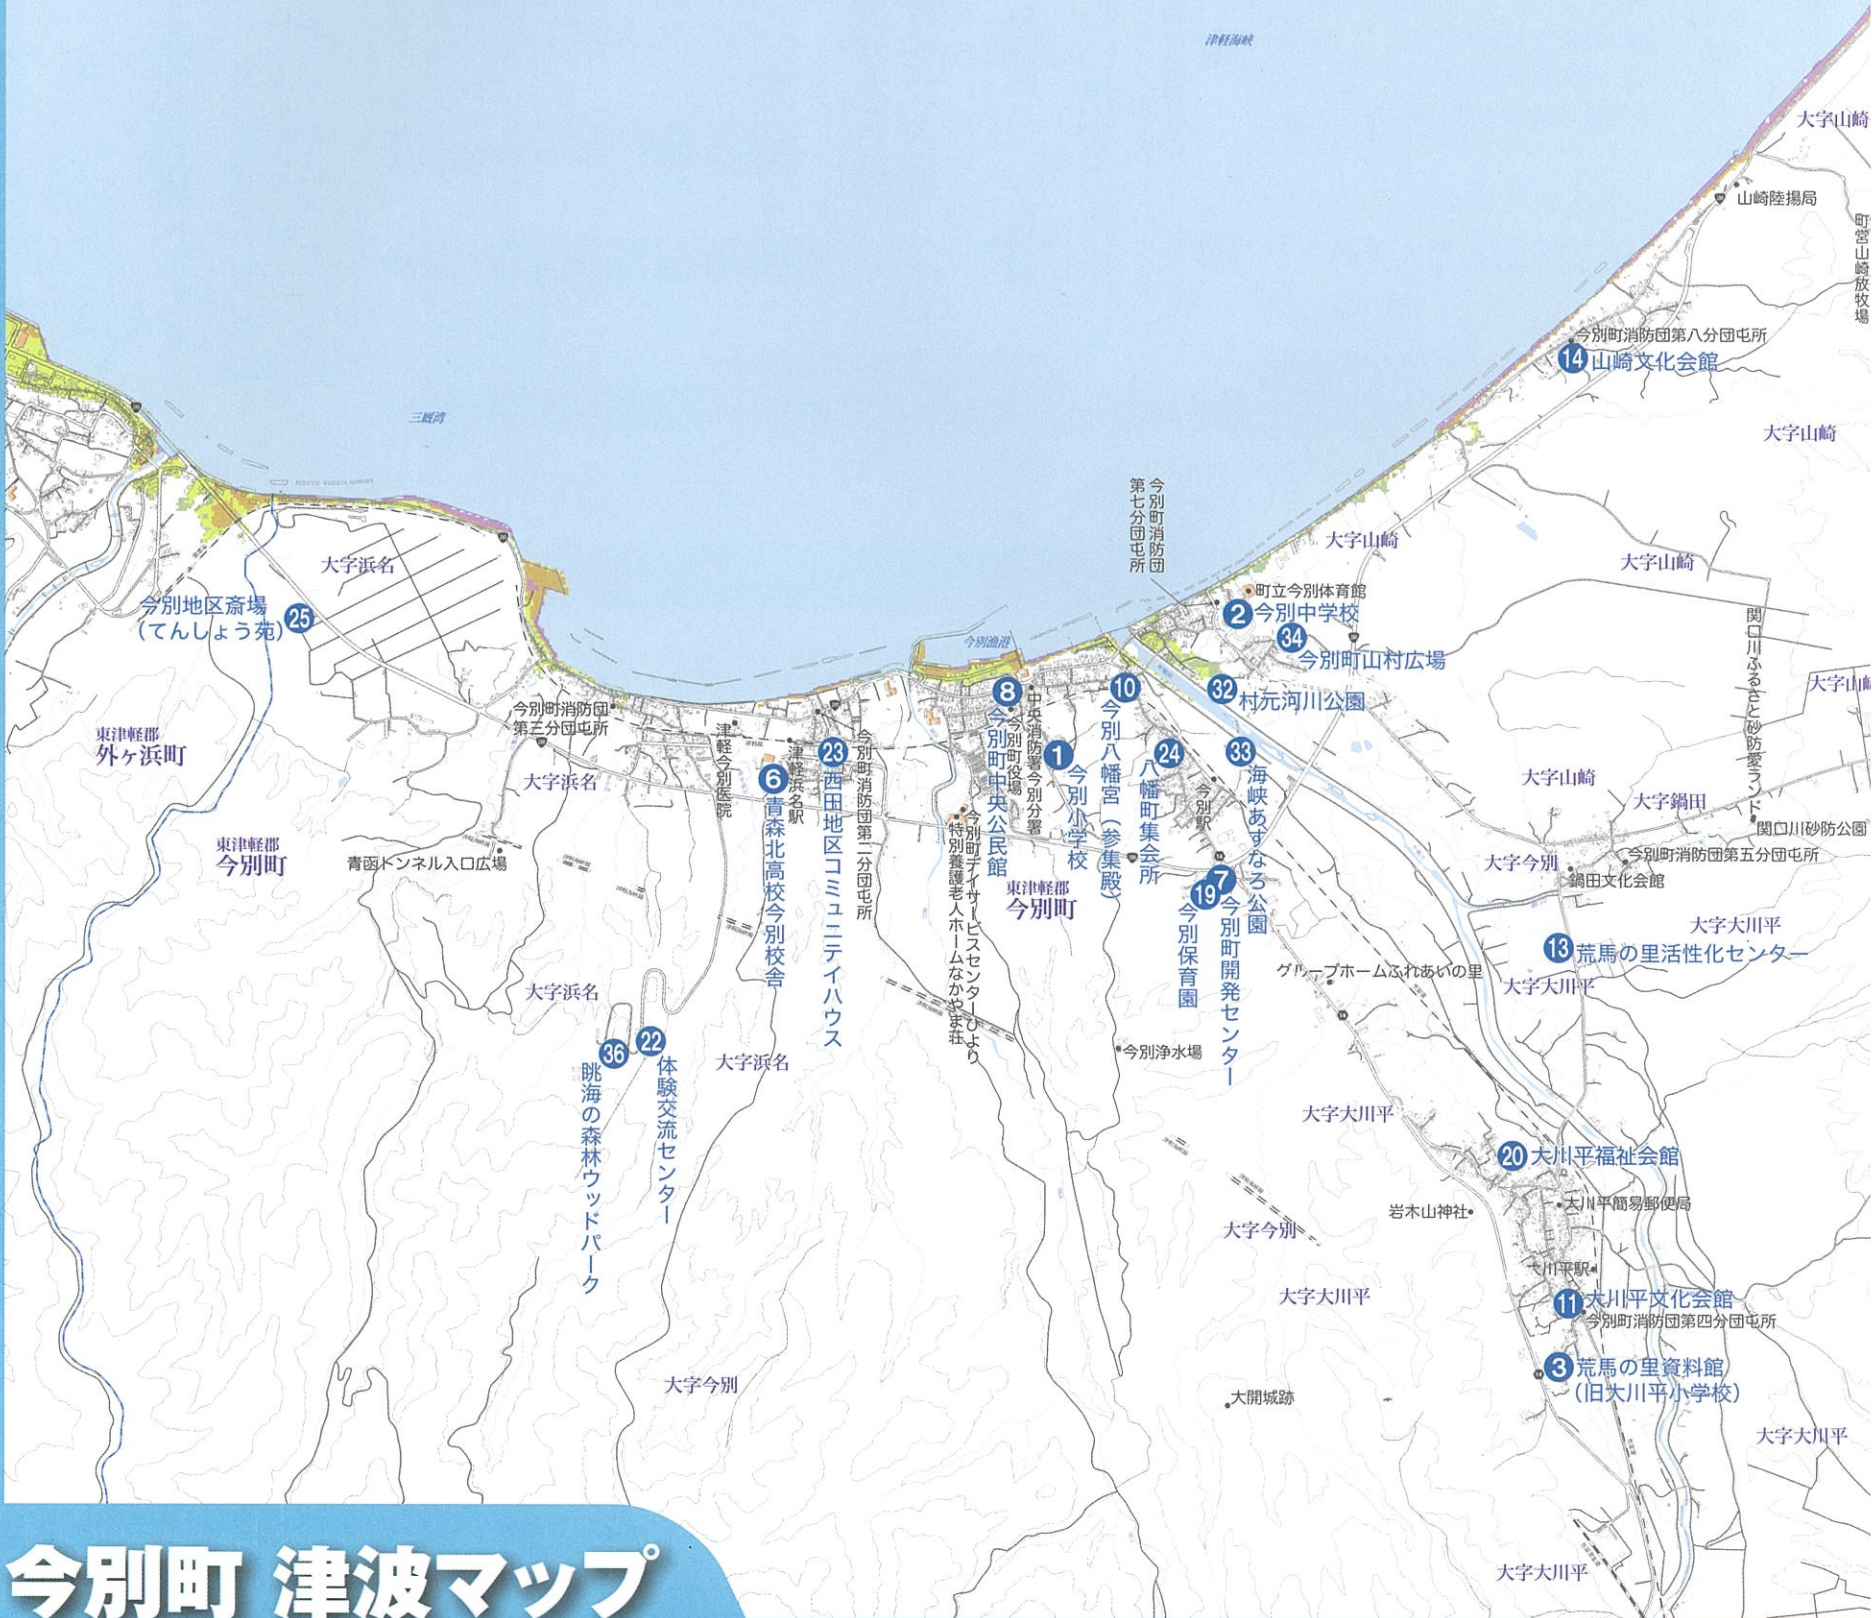 津軽海峡
大字山崎
山崎陸揚局
町営山崎放牧場
今別町消防団第八分団屯所
14
山崎文化会館
三厩湾
大字山崎
今別町消防団
第七分団屯所
大字山崎
大字山崎
大字浜名
町立今別体育館
2
今別中学校
今別地区斎場
(てんしょう苑)
25
34
今別町山村広場
関口川ふるさと砂防愛ランド
今別漁港
大字山崎
8
今別町中央公民館
中央消防署今別分署
今別町役場
10
今別八幡宮(参集殿)
32
村元河川公園
今別町消防団
第三分団屯所
東津軽郡
外ヶ浜町
津軽今別医院
津軽浜名駅
23
西田地区コミュニテイハウス
今別町消防団第二分団屯所
1
今別小学校
24
八幡町集会所
33
海峡あすなろ公園
今別駅
6
青森北高校今別校舎
大字浜名
大字山崎
大字鍋田
関口川砂防公園
東津軽郡
今別町
青函トンネル入口広場
今別町デイサービスセンターひより
特別養護老人ホームなかやま荘
大字今別
今別町消防団第五分団屯所
鍋田文化会館
東津軽郡
今別町
7
今別町開発センター
19
今別保育園
大字大川平
13
荒馬の里活性化センター
グループホームふれあいの里
大字大川平
大字浜名
36
眺海の森林ウッドパーク
22
体験交流センター
大字浜名
今別浄水場
大字大川平
20
大川平福祉会館
大川平簡易郵便局
岩木山神社
大字今別
大川平駅
大字大川平
11
大川平文化会館
今別町消防団第四分団屯所
3
荒馬の里資料館
(旧大川平小学校)
大字今別
大開城跡
大字大川平
大字大川平
今別町 津波マップ